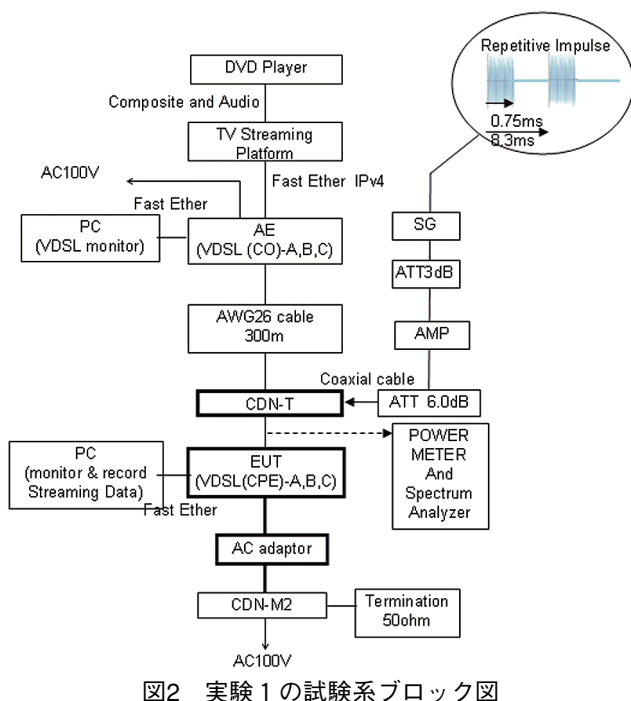 Repetitive Impulse
0.75ms
8.3ms
DVD Player
Composite and Audio
TV Streaming
Platform
AC100V
Fast Ether IPv4
Fast Ether
PC
(VDSL monitor)
AE
(VDSL (CO)-A,B,C)
SG
ATT3dB
AWG26 cable
300m
AMP
Coaxial cable
CDN-T
ATT 6.0dB
PC
(monitor & record
Streaming Data)
EUT
(VDSL(CPE)-A,B,C)
Fast Ether
POWER
METER
And
Spectrum
Analyzer
AC adaptor
CDN-M2
Termination
50ohm
AC100V
図2 実験1の試験系ブロック図